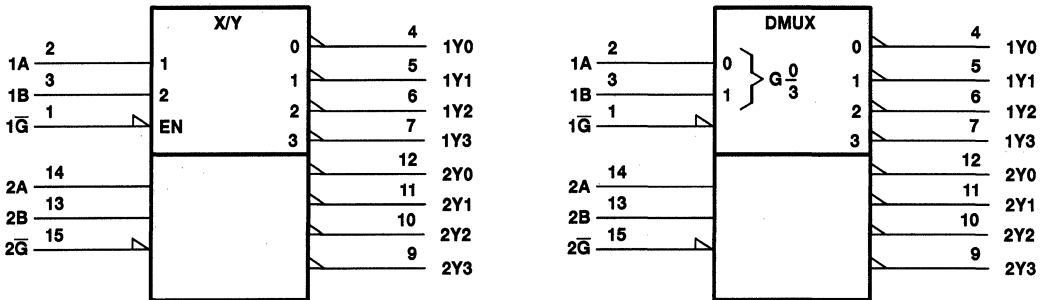 X/Y
1A 2 1 0 4 1Y0
1B 3 2 1 5 1Y1
1G̅ 1 EN 2 6 1Y2
3 7 1Y3
2A 14 12 2Y0
2B 13 11 2Y1
2G̅ 15 10 2Y2
9 2Y3
DMUX
1A 2 0 } G 0/3 0 4 1Y0
1B 3 1 1 5 1Y1
1G̅ 1 2 6 1Y2
3 7 1Y3
2A 14 12 2Y0
2B 13 11 2Y1
2G̅ 15 10 2Y2
9 2Y3